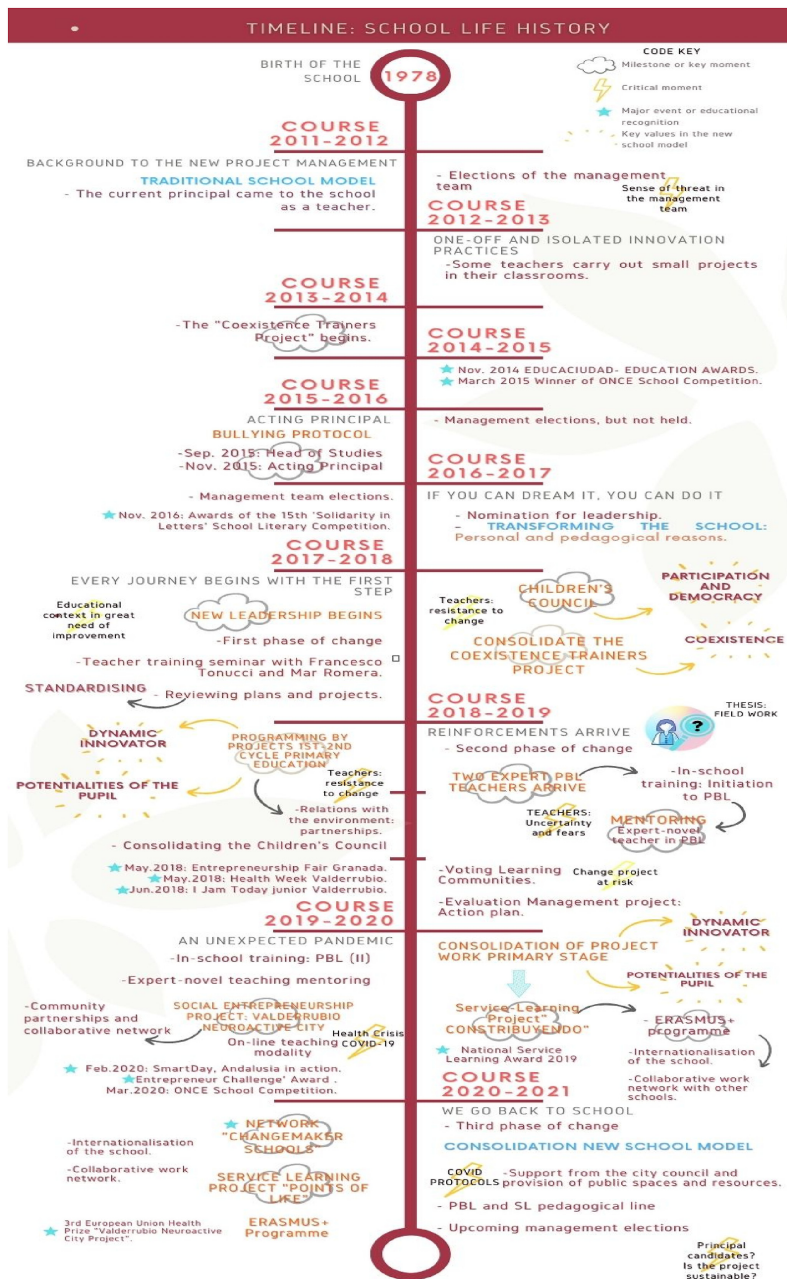 TIMELINE: SCHOOL LIFE HISTORY
BIRTH OF THE
SCHOOL
1978
CODE KEY
Milestone or key moment
Critical moment
Major event or educational
recognition
Key values in the new
school model
COURSE
2011-2012
BACKGROUND TO THE NEW PROJECT MANAGEMENT
TRADITIONAL SCHOOL MODEL
- The current principal came to the school
as a teacher.
- Elections of the management
team
Sense of threat in
the management
team
COURSE
2012-2013
ONE-OFF AND ISOLATED INNOVATION
PRACTICES
-Some teachers carry out small projects
in their classrooms.
COURSE
2013-2014
-The "Coexistence Trainers
Project" begins.
COURSE
2014-2015
Nov. 2014 EDUCACIUDAD- EDUCATION AWARDS.
March 2015 Winner of ONCE School Competition.
COURSE
2015-2016
ACTING PRINCIPAL
BULLYING PROTOCOL
-Sep. 2015: Head of Studies
-Nov. 2015: Acting Principal
- Management elections, but not held.
COURSE
2016-2017
- Management team elections.
Nov. 2016: Awards of the 15th 'Solidarity in
Letters' School Literary Competition.
IF YOU CAN DREAM IT, YOU CAN DO IT
- Nomination for leadership.
- TRANSFORMING THE SCHOOL:
Personal and pedagogical reasons.
COURSE
2017-2018
EVERY JOURNEY BEGINS WITH THE FIRST
STEP
Educational
context in great
need of
improvement
NEW LEADERSHIP BEGINS
-First phase of change
-Teacher training seminar with Francesco
Tonucci and Mar Romera.
STANDARDISING
- Reviewing plans and projects.
Teachers:
resistance to
change
CHILDREN'S
COUNCIL
PARTICIPATION
AND
DEMOCRACY
CONSOLIDATE THE
COEXISTENCE TRAINERS
PROJECT
COEXISTENCE
DYNAMIC
INNOVATOR
PROGRAMMING BY
PROJECTS 1ST-2ND
CYCLE PRIMARY
EDUCATION
POTENTIALITIES OF THE
PUPIL
Teachers:
resistance
to change
-Relations with
the environment:
partnerships.
- Consolidating the Children's Council
May.2018: Entrepreneurship Fair Granada.
May.2018: Health Week Valderrubio.
Jun.2018: I Jam Today junior Valderrubio.
COURSE
2018-2019
THESIS:
FIELD WORK
?
REINFORCEMENTS ARRIVE
- Second phase of change
TWO EXPERT PBL
TEACHERS ARRIVE
-In-school
training: Initiation
to PBL
TEACHERS:
Uncertainty
and fears
MENTORING
Expert-novel
teacher in PBL
-Voting Learning
Communities.
Change project
at risk
-Evaluation Management project:
Action plan.
COURSE
2019-2020
AN UNEXPECTED PANDEMIC
-In-school training: PBL (II)
-Expert-novel teaching mentoring
-Community
partnerships and
collaborative network
SOCIAL ENTREPRENEURSHIP
PROJECT: VALDERRUBIO
NEUROACTIVE CITY
On-line teaching
modality
Health Crisis
COVID-19
Feb.2020: SmartDay, Andalusia in action.
'Entrepreneur Challenge' Award .
Mar.2020: ONCE School Competition.
CONSOLIDATION OF PROJECT
WORK PRIMARY STAGE
DYNAMIC
INNOVATOR
POTENTIALITIES OF THE
PUPIL
Service-Learning
Project"
CONSTRIBUYENDO"
National Service
Learning Award 2019
- ERASMUS+
programme
-Internationalisation
of the school.
-Collaborative work
network with other
schools.
COURSE
2020-2021
WE GO BACK TO SCHOOL
- Third phase of change
CONSOLIDATION NEW SCHOOL MODEL
COVID
PROTOCOLS
-Support from the city council and
provision of public spaces and resources.
- PBL and SL pedagogical line
- Upcoming management elections
Principal
candidates?
Is the project
sustainable?
NETWORK
"CHANGEMAKER
SCHOOLS"
-Internationalisation
of the school.
-Collaborative work
network.
SERVICE LEARNING
PROJECT "POINTS OF
LIFE"
3rd European Union Health
Prize "Valderrubio Neuroactive
City Project".
ERASMUS+
Programme